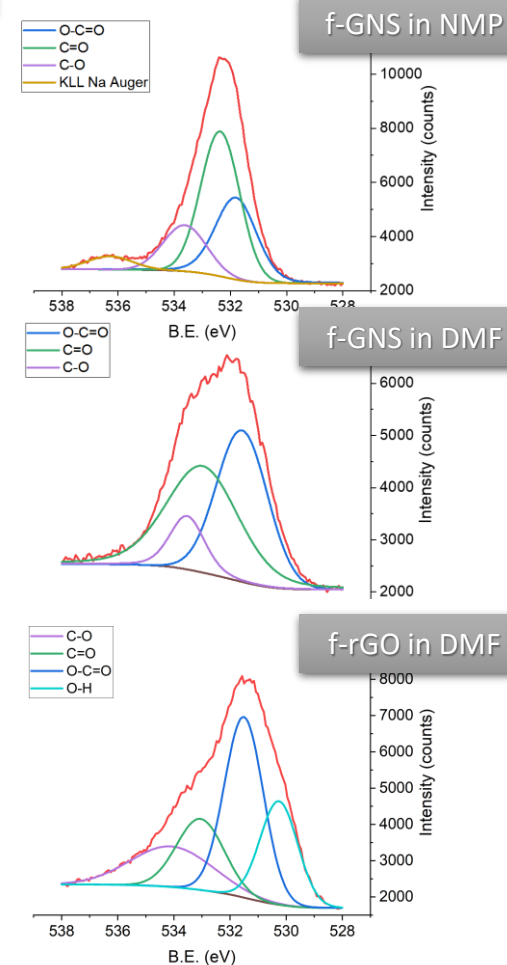 f-GNS in NMP
O-C=O
C=O
C-O
KLL Na Auger
10000
8000
6000
4000
2000
Intensity (counts)
538 536 534 532 530 528
B.E. (eV)
f-GNS in DMF
O-C=O
C=O
C-O
6000
5000
4000
3000
2000
Intensity (counts)
f-rGO in DMF
C-O
C=O
O-C=O
O-H
8000
7000
6000
5000
4000
3000
2000
Intensity (counts)
538 536 534 532 530 528
B.E. (eV)